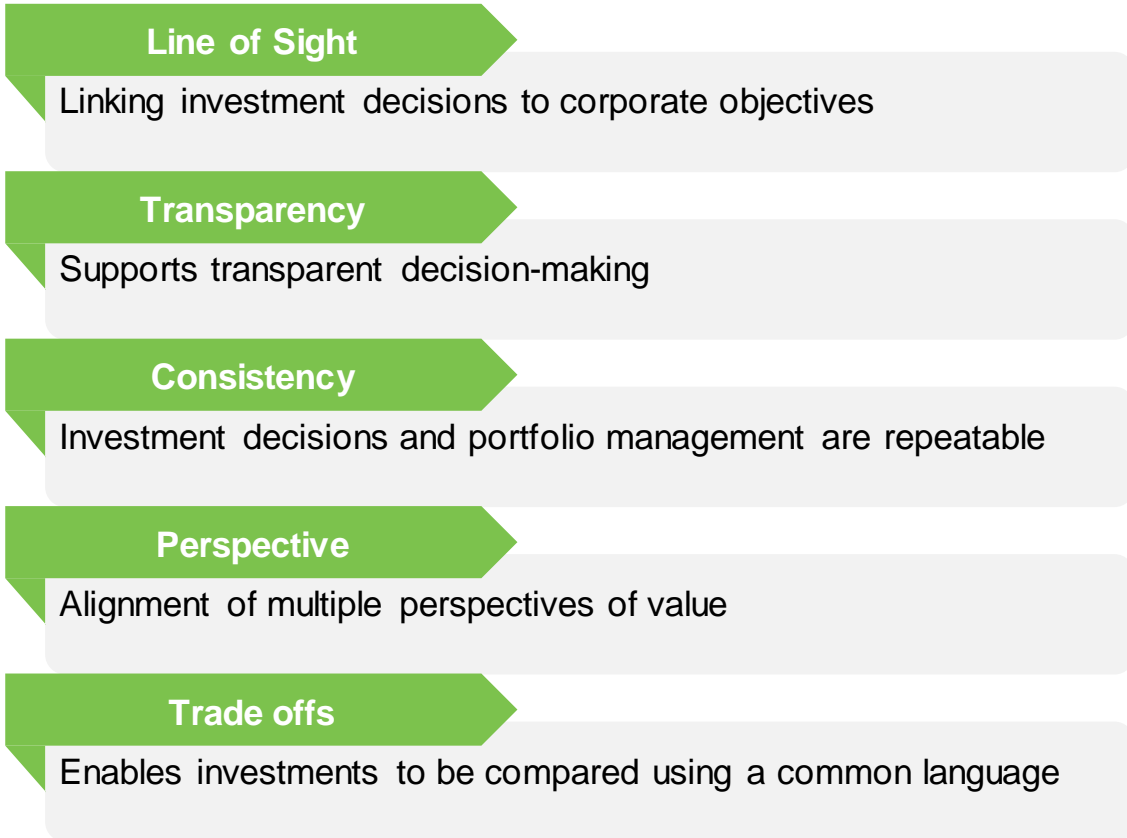 Line of Sight
Linking investment decisions to corporate objectives
Transparency
Supports transparent decision-making
Consistency
Investment decisions and portfolio management are repeatable
Perspective
Alignment of multiple perspectives of value
Trade offs
Enables investments to be compared using a common language